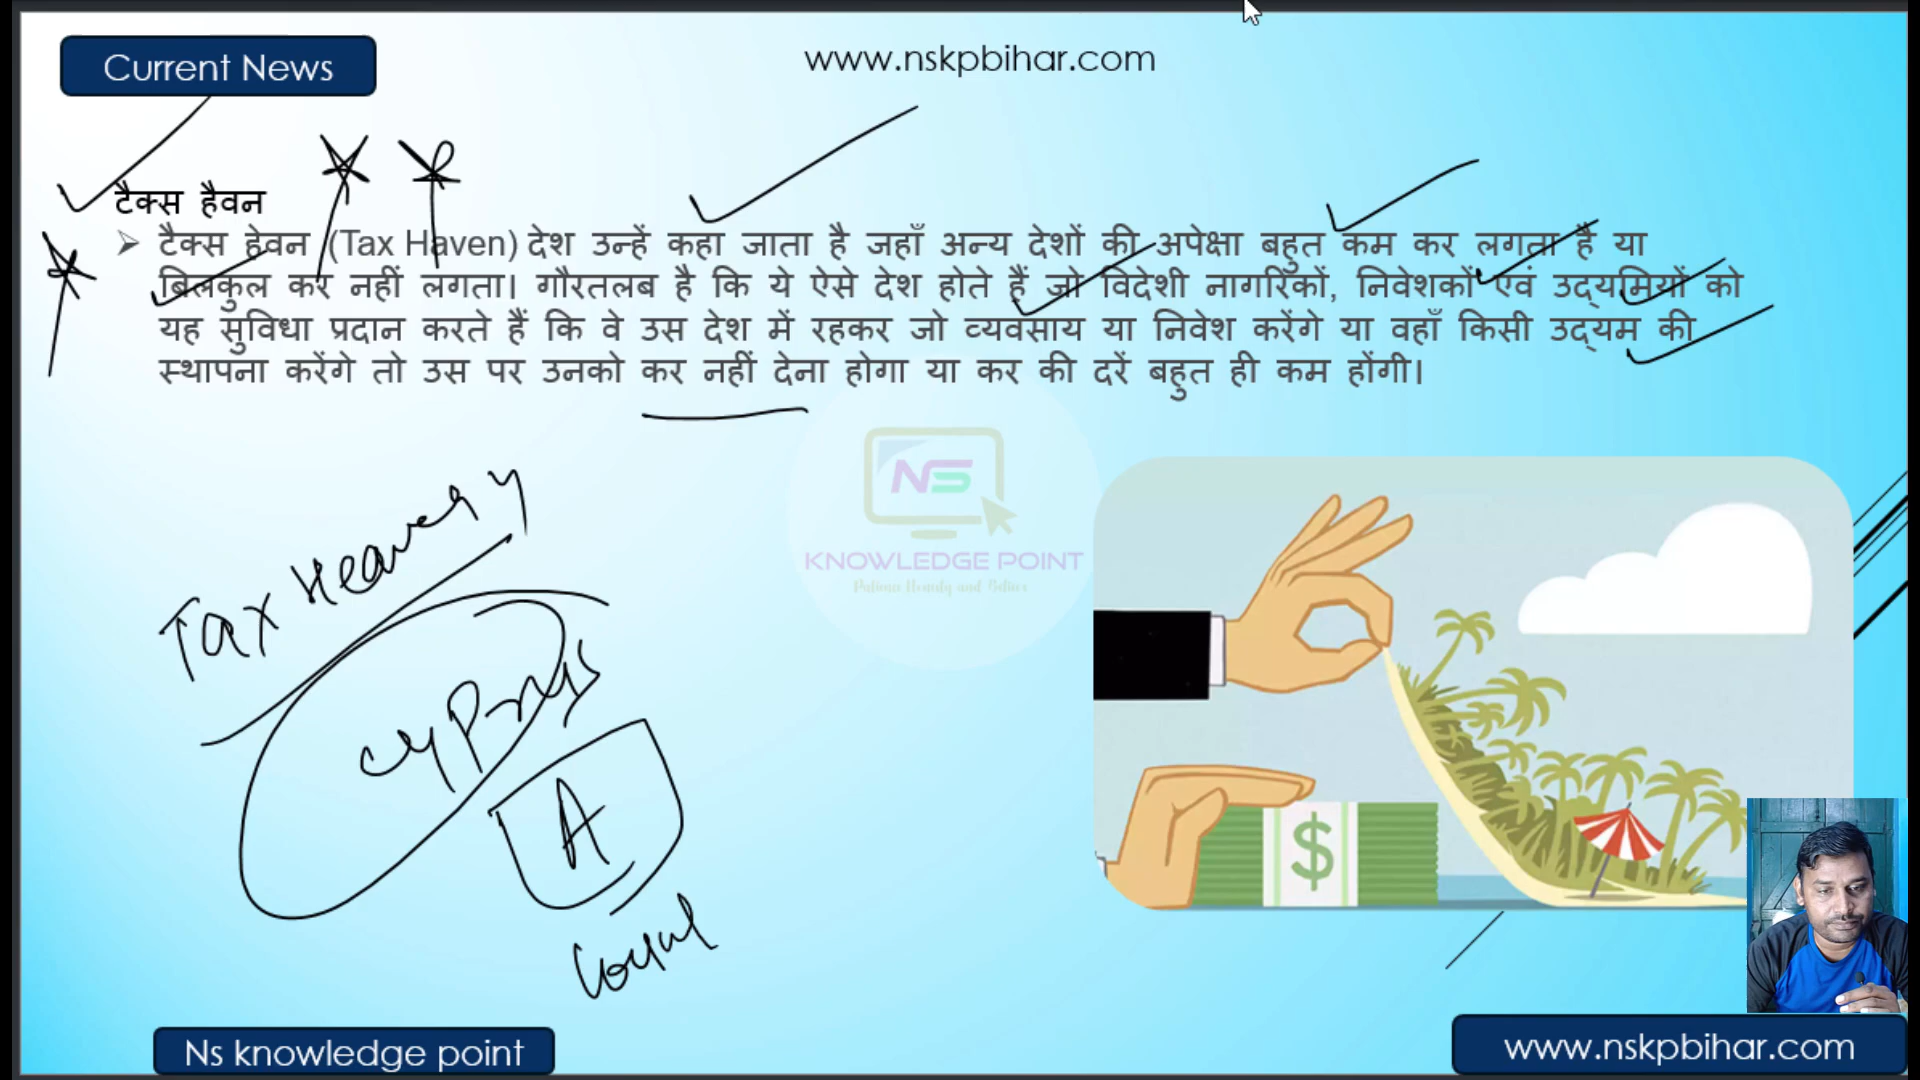 Current News
www.nskpbihar.com
टैक्स हैवन
टैक्स हेवन (Tax Haven) देश उन्हें कहा जाता है जहाँ अन्य देशों की अपेक्षा बहुत कम कर लगता है या
बिलकुल कर नहीं लगता। गौरतलब है कि ये ऐसे देश होते हैं जो विदेशी नागरिकों, निवेशकों एवं उद्यमियों को
यह सुविधा प्रदान करते हैं कि वे उस देश में रहकर जो व्यवसाय या निवेश करेंगे या वहाँ किसी उद्यम की
स्थापना करेंगे तो उस पर उनको कर नहीं देना होगा या कर की दरें बहुत ही कम होंगी।
NS
KNOWLEDGE POINT
Tax
cyprus
A
$
Ns knowledge point
www.nskpbihar.com